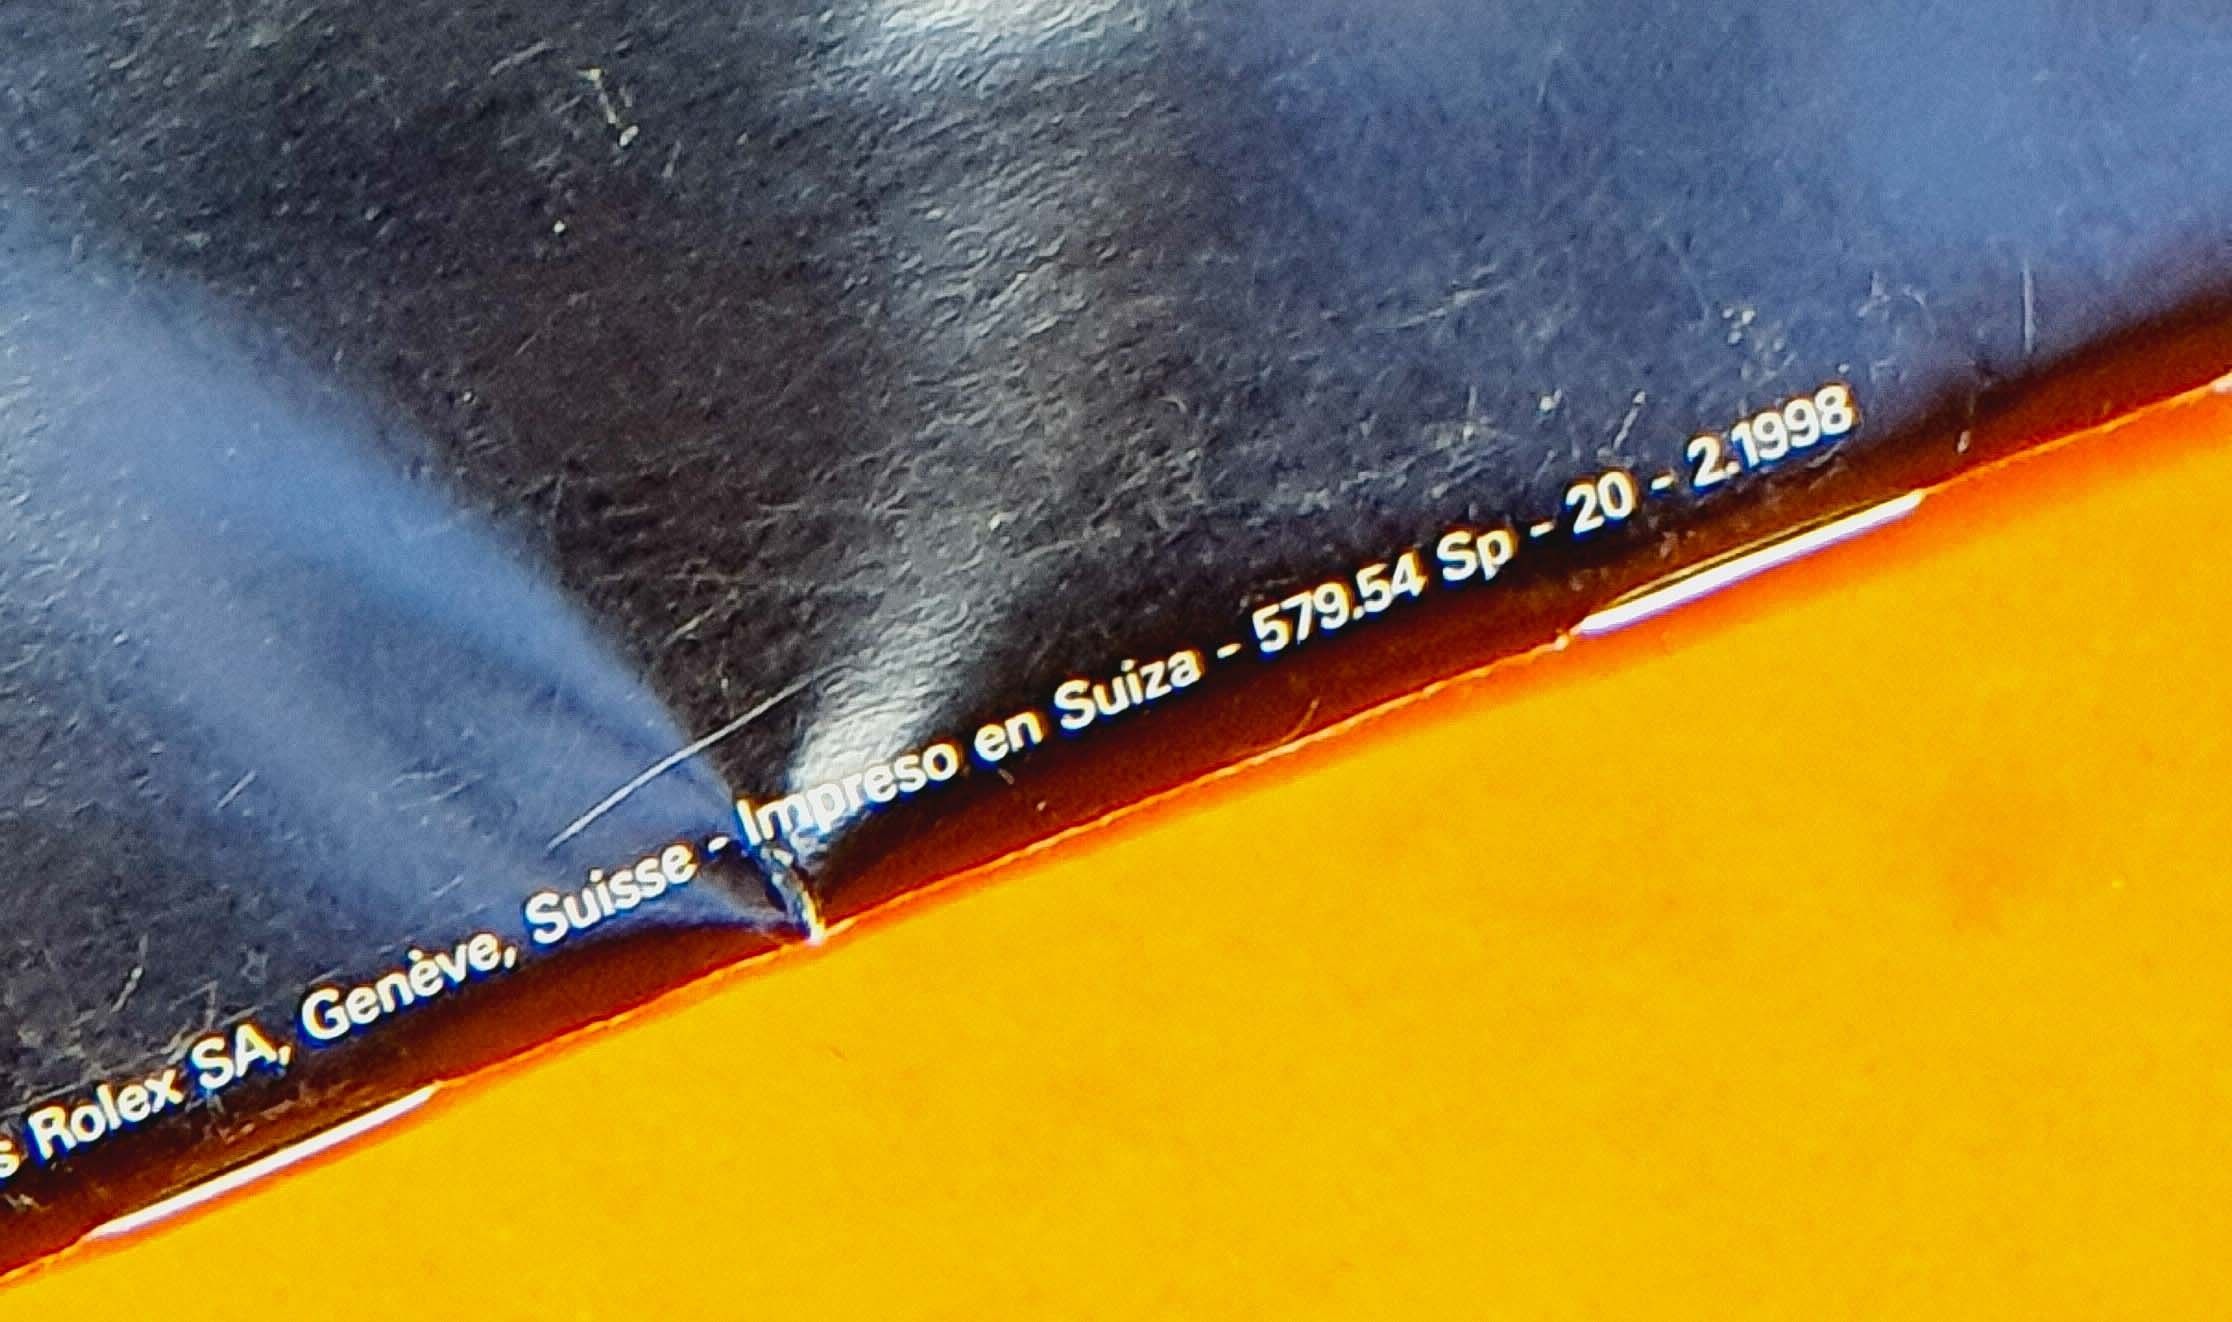 s Rolex SA, Genève, Suisse - Impreso en Suiza - 579.54 Sp - 20 - 2.1998